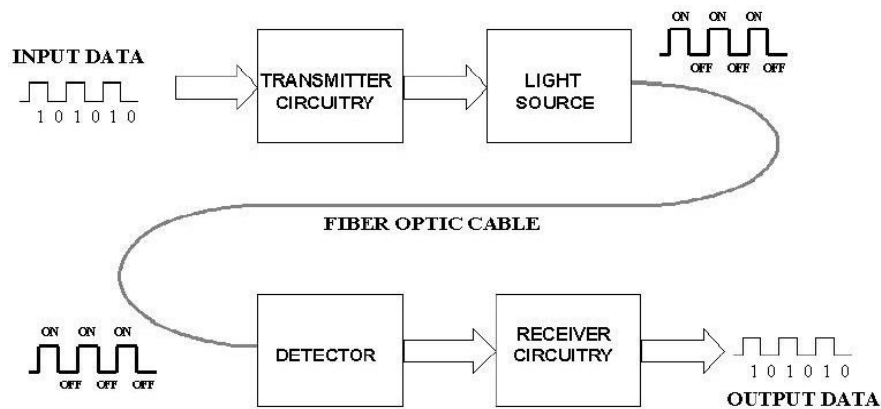 ON ON ON
OFF OFF OFF
INPUT DATA
1 0 1 0 1 0
TRANSMITTER
CIRCUITRY
LIGHT
SOURCE
FIBER OPTIC CABLE
ON ON ON
OFF OFF OFF
DETECTOR
RECEIVER
CIRCUITRY
1 0 1 0 1 0
OUTPUT DATA